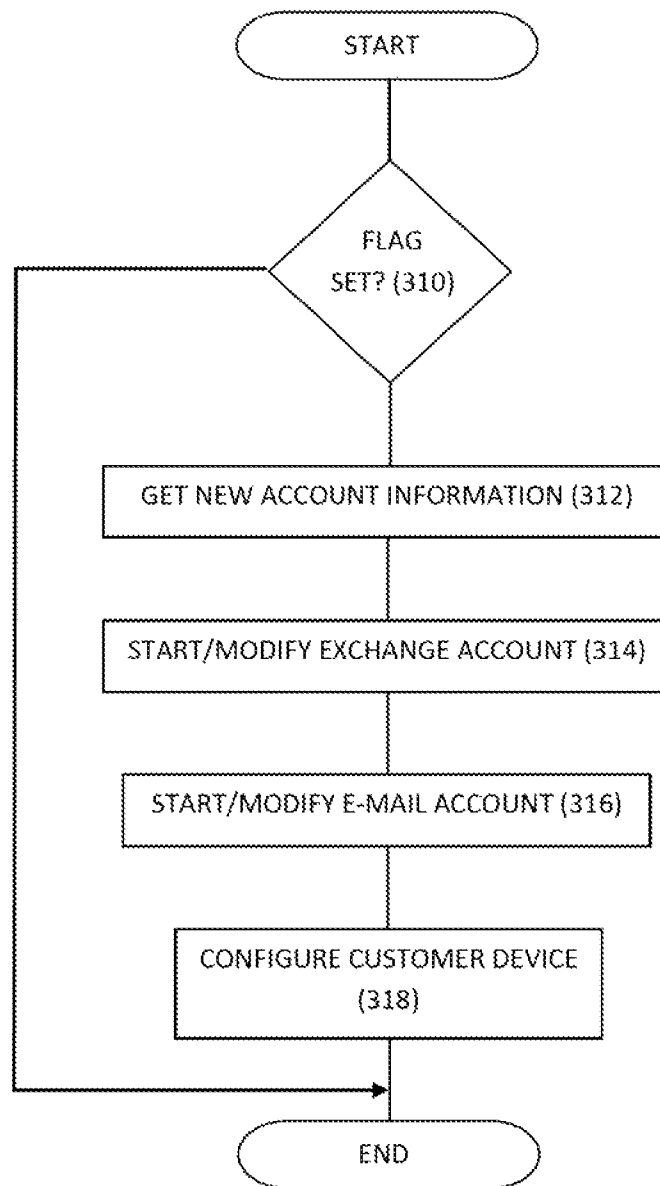 START
FLAG
SET? (310)
GET NEW ACCOUNT INFORMATION (312)
START/MODIFY EXCHANGE ACCOUNT (314)
START/MODIFY E-MAIL ACCOUNT (316)
CONFIGURE CUSTOMER DEVICE
(318)
END